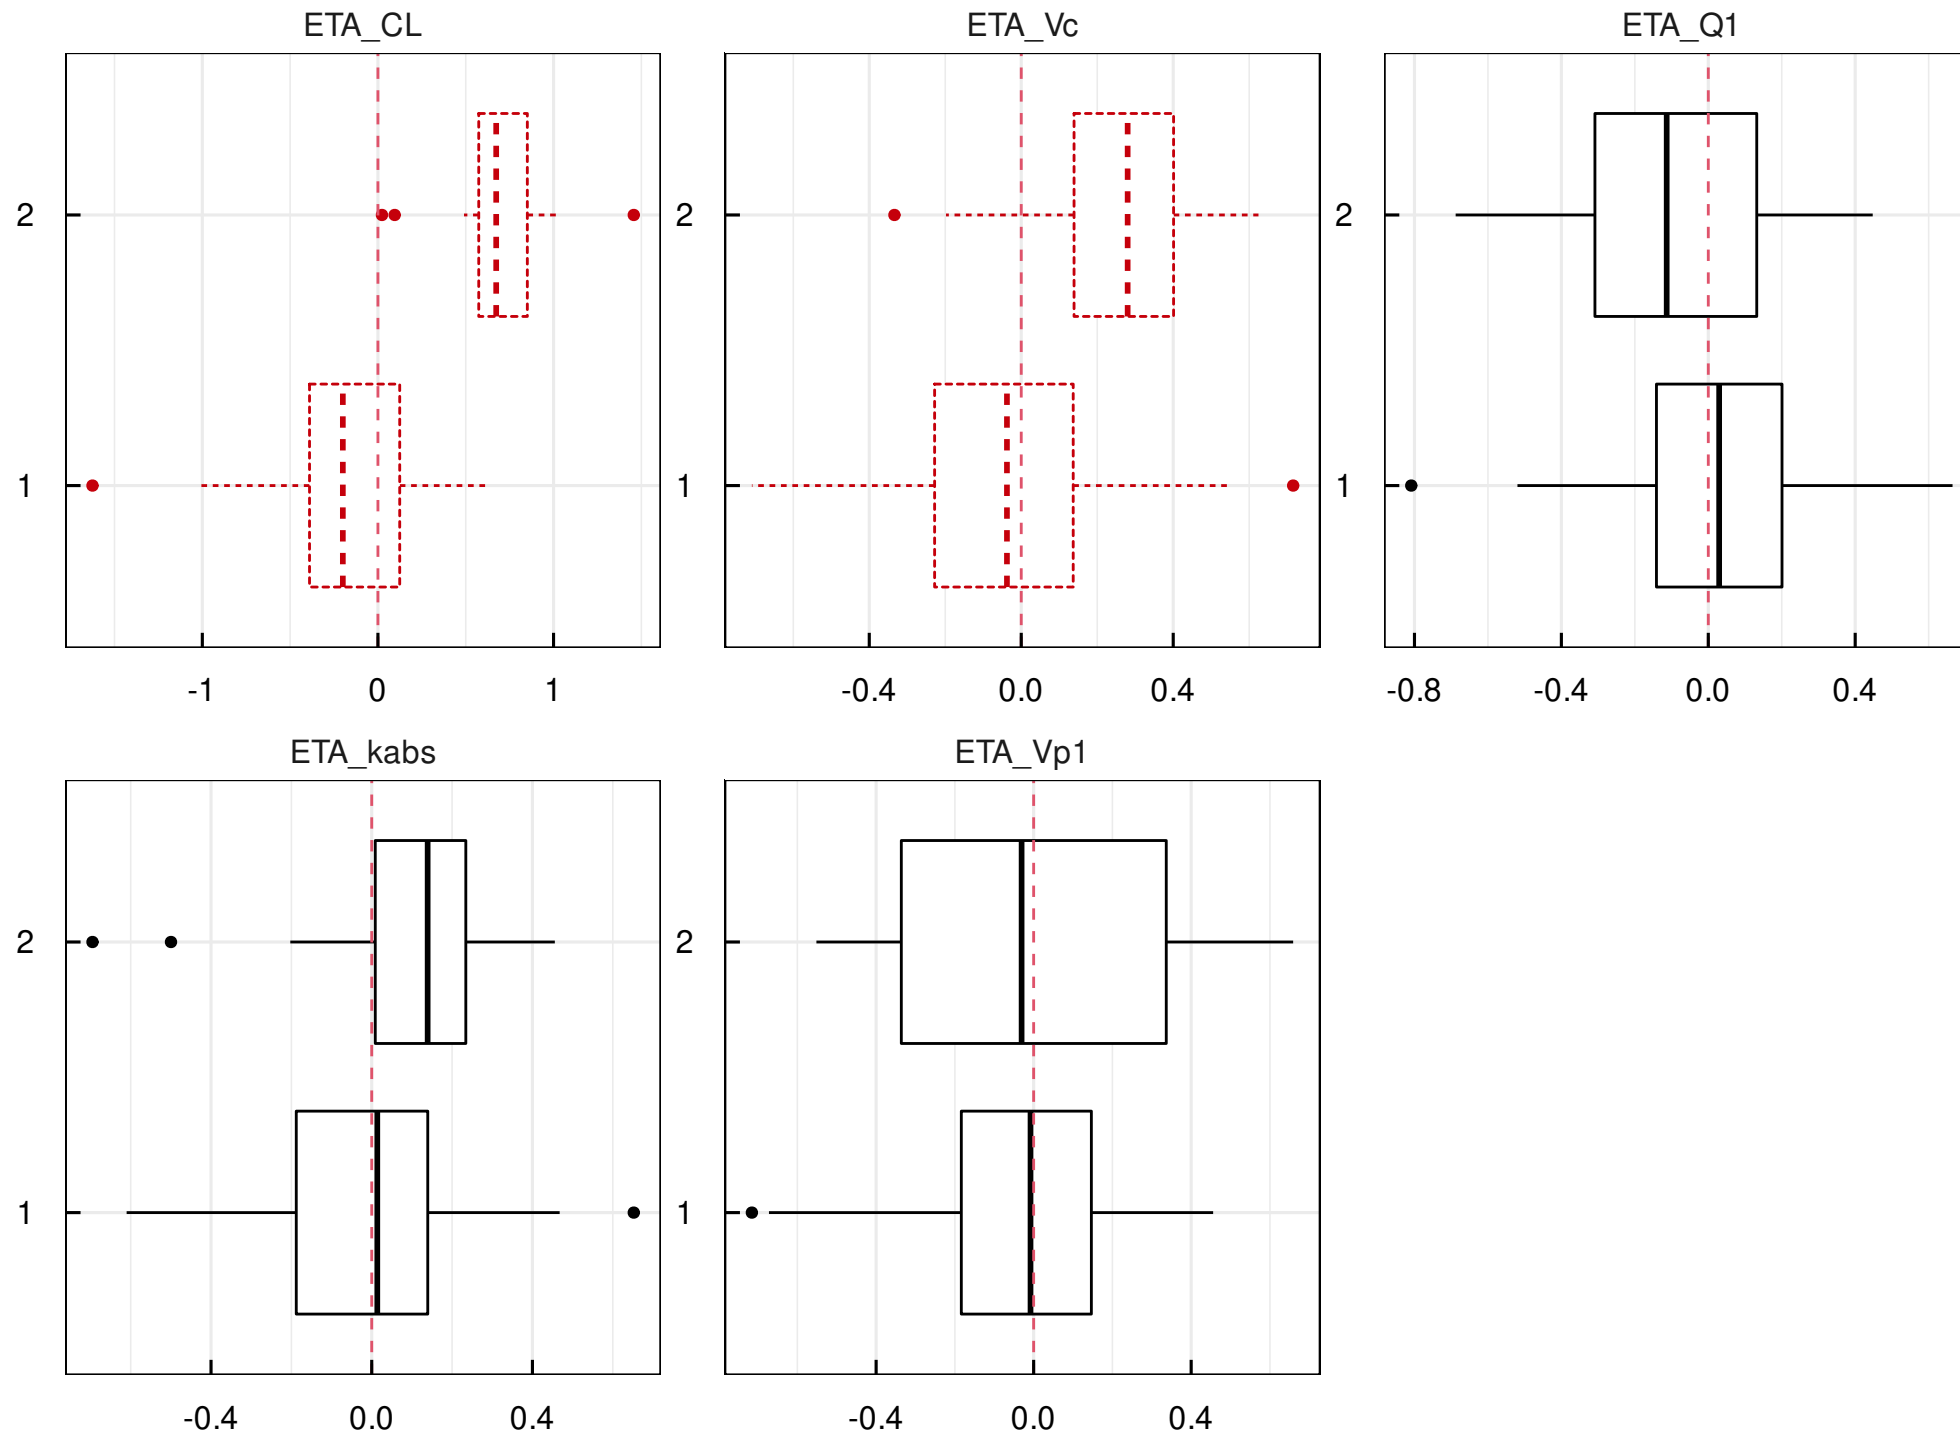 ETA_CL ETA_Vc ETA_Q1
2 2 2
1 1 1
-1 0 1 -0.4 0.0 0.4 -0.8 -0.4 0.0 0.4
ETA_kabs ETA_Vp1
2 2
1 1
-0.4 0.0 0.4 -0.4 0.0 0.4